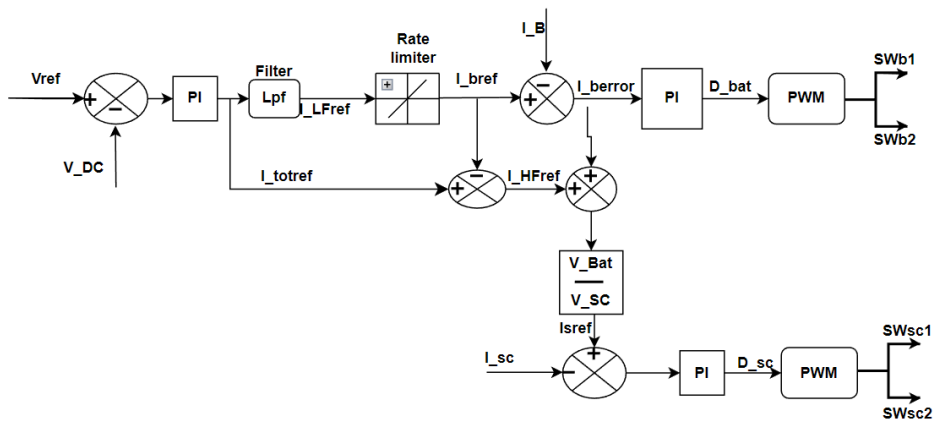 I_B
Rate
limiter
SWb1
Vref
Filter
I_bref
I_berror
D_bat
+
PI
Lpf
+
+
−
PI
PWM
−
I_LFref
SWb2
V_DC
I_totref
−
+
I_HFref
+
+
V_Bat
V_SC
Isref
SWsc1
I_sc
+
−
PI
D_sc
PWM
SWsc2